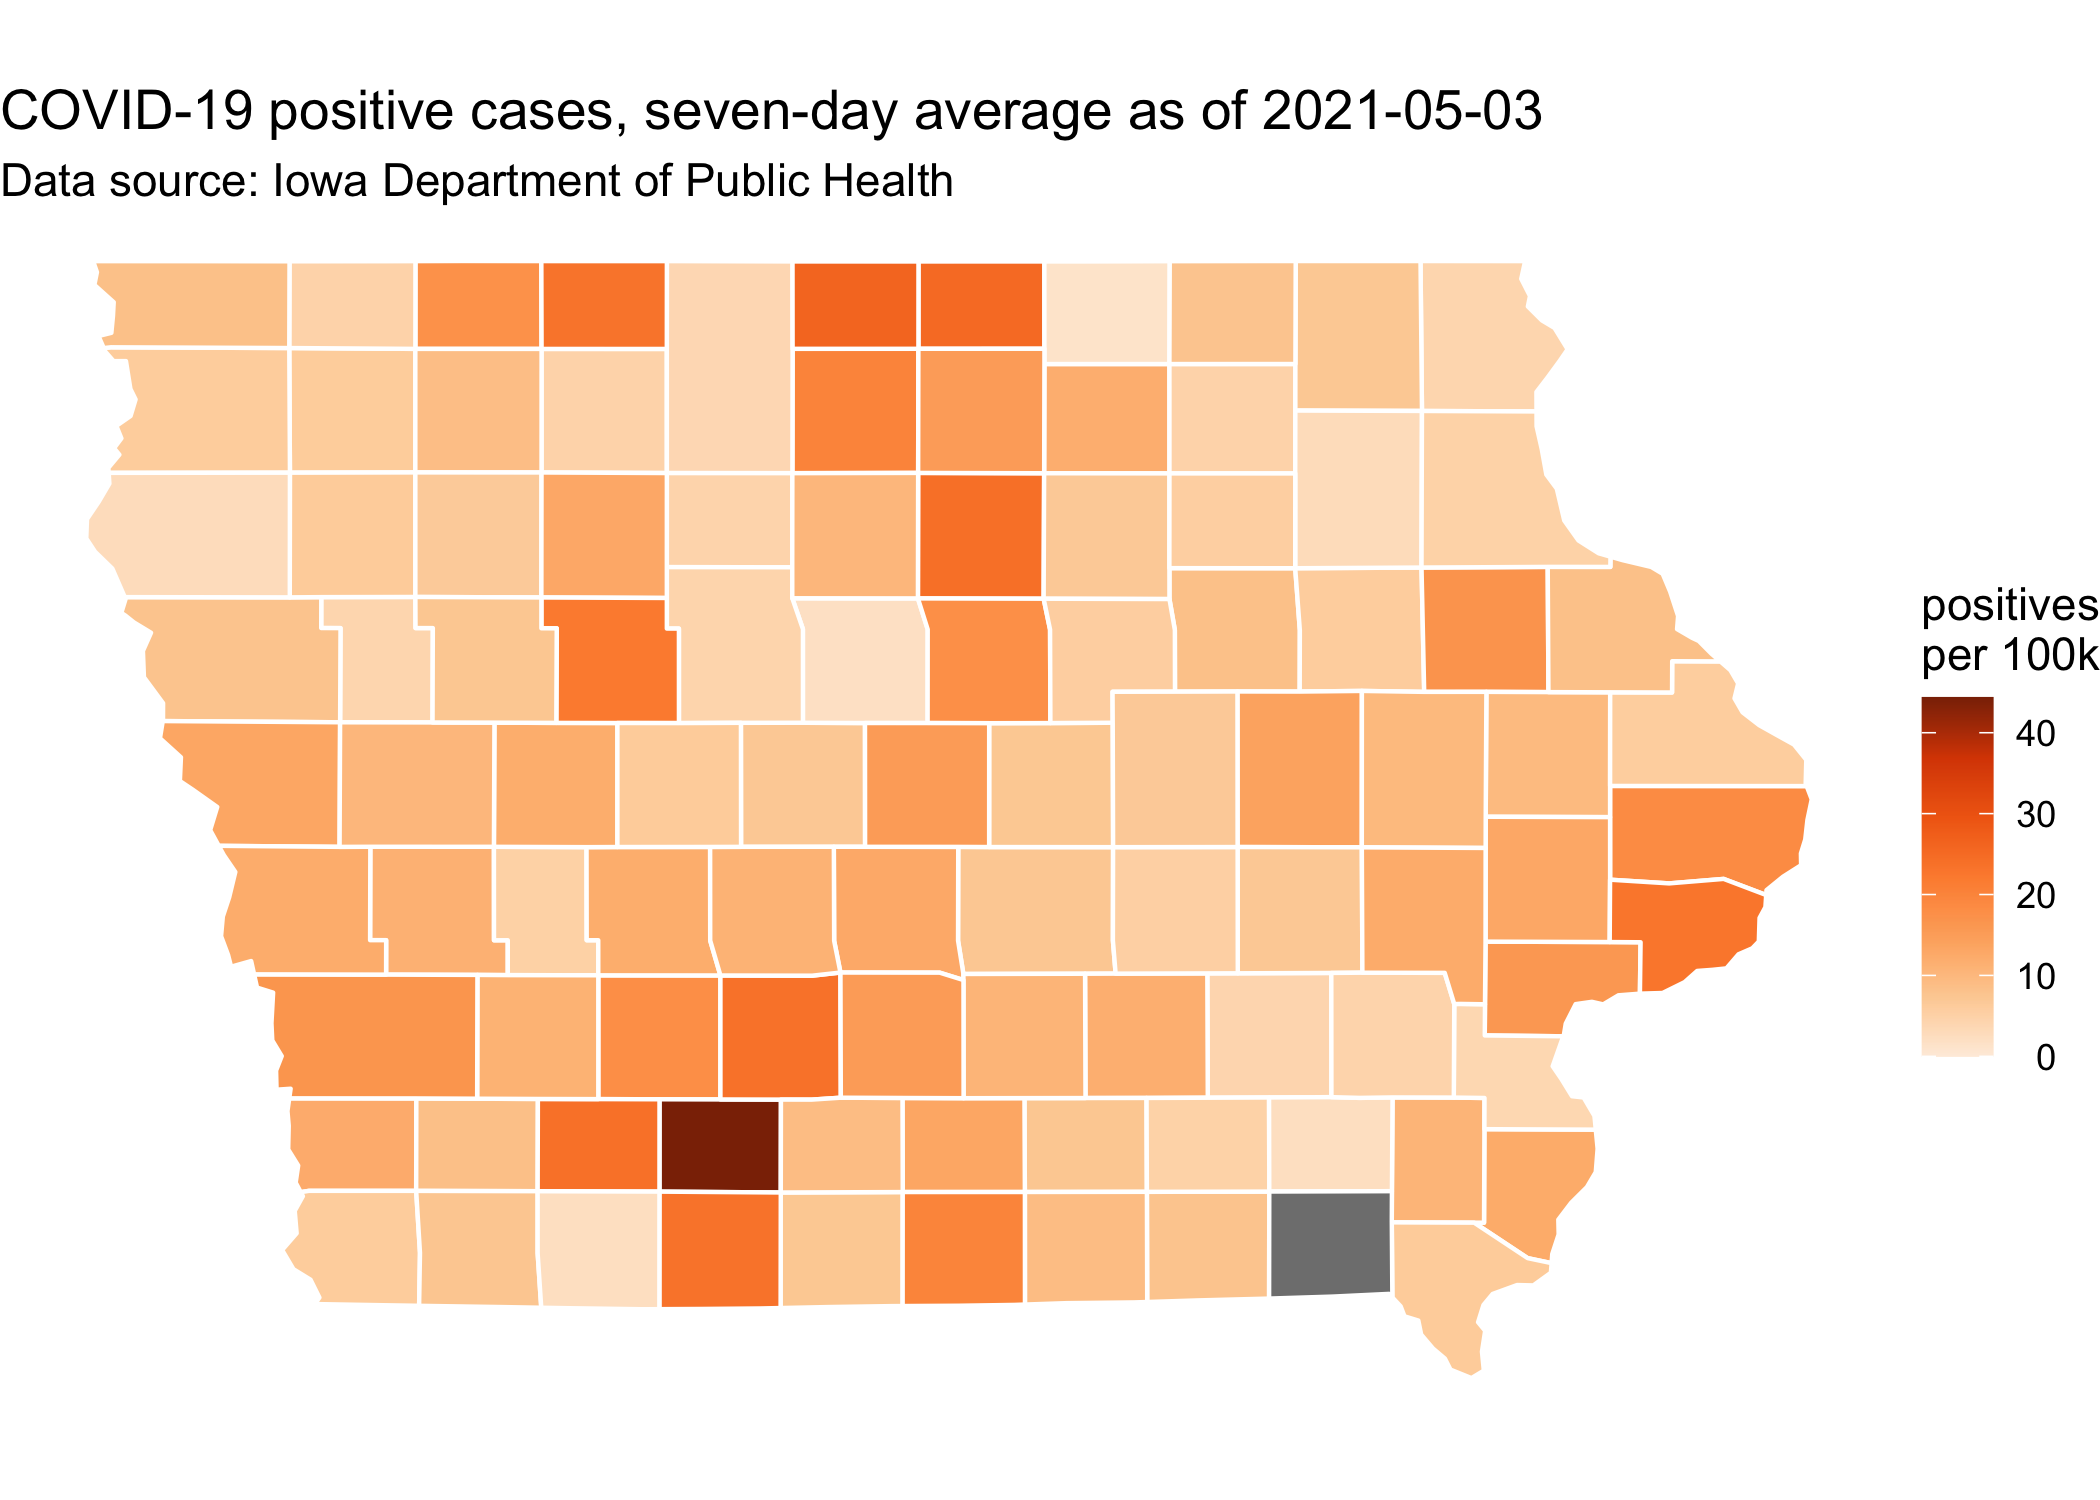 COVID-19 positive cases, seven-day average as of 2021-05-03
Data source: Iowa Department of Public Health
positives
per 100k
40
30
20
10
0